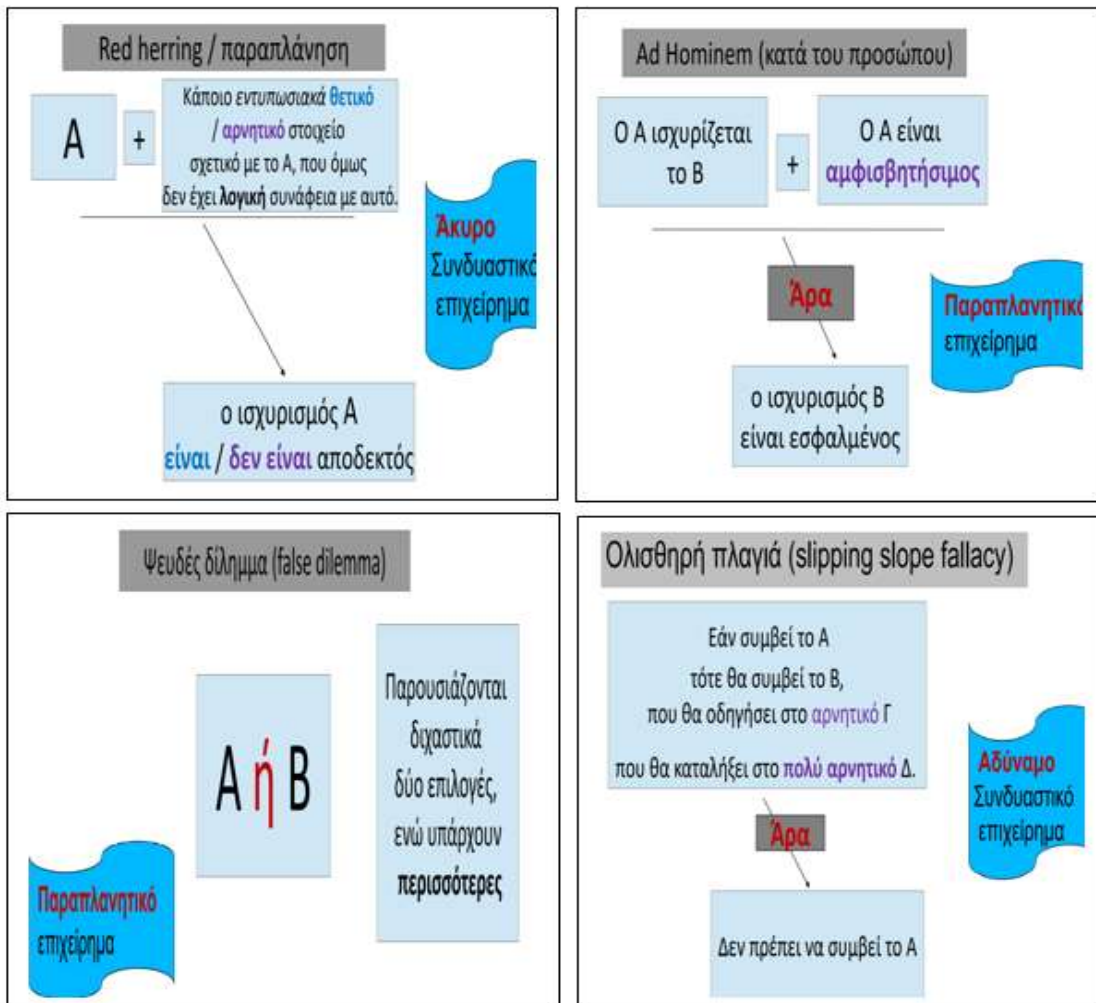 Red herring / παραπλάνηση
Α
+
Κάποιο εντυπωσιακά θετικό
/ αρνητικό στοιχείο
σχετικό με το Α, που όμως
δεν έχει λογική συνάφεια με αυτό.
Άκυρο
Συνδυαστικό
επιχείρημα
ο ισχυρισμός Α
είναι / δεν είναι αποδεκτός
Ad Hominem (κατά του προσώπου)
Ο Α ισχυρίζεται
το Β
+
Ο Α είναι
αμφισβητήσιμος
Άρα
Παραπλανητικό
επιχείρημα
ο ισχυρισμός Β
είναι εσφαλμένος
Ψευδές δίλημμα (false dilemma)
Α ή Β
Παρουσιάζονται
διχαστικά
δύο επιλογές,
ενώ υπάρχουν
περισσότερες
Παραπλανητικό
επιχείρημα
Ολισθηρή πλαγιά (slipping slope fallacy)
Εάν συμβεί το Α
τότε θα συμβεί το Β,
που θα οδηγήσει στο αρνητικό Γ
που θα καταλήξει στο πολύ αρνητικό Δ.
Αδύναμο
Συνδυαστικό
επιχείρημα
Άρα
Δεν πρέπει να συμβεί το Α